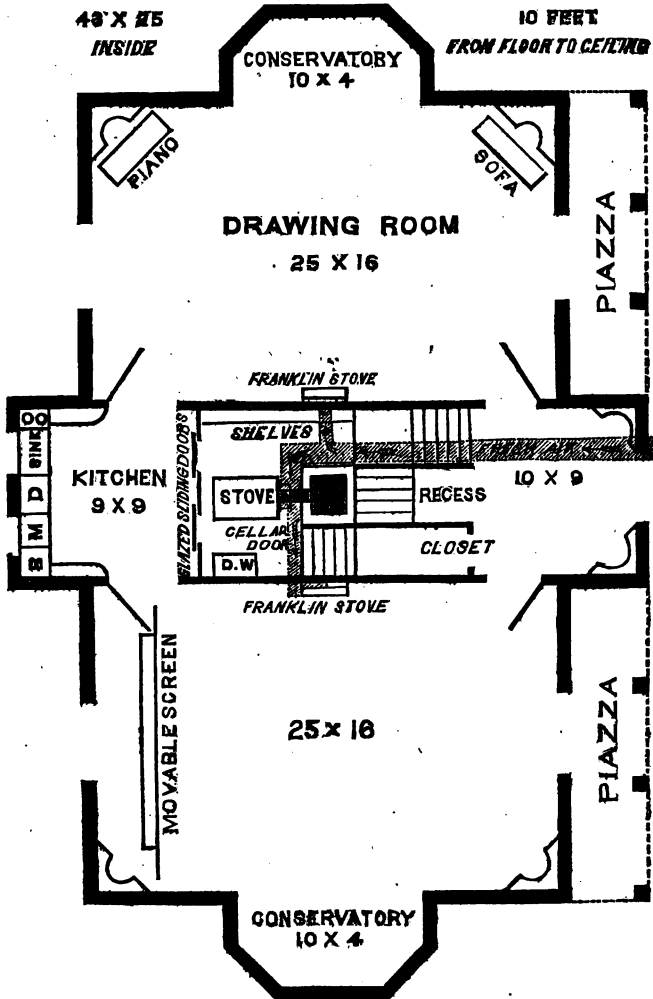 INSIDE
10 FEET
FROM FLOOR TO CEILING
CONSERVATORY
10 X 4
PIANO
SOFA
DRAWING ROOM
25 X 16
PIAZZA
FRANKLIN STOVE
SHELVES
GLAZED SLIDING DOORS
SINK
KITCHEN
9 X 9
D
M
STOVE
RECESS
10 X 9
CELLAR
DOOR
CLOSET
D.W
FRANKLIN STOVE
MOVABLE SCREEN
25 X 16
PIAZZA
CONSERVATORY
10 X 4